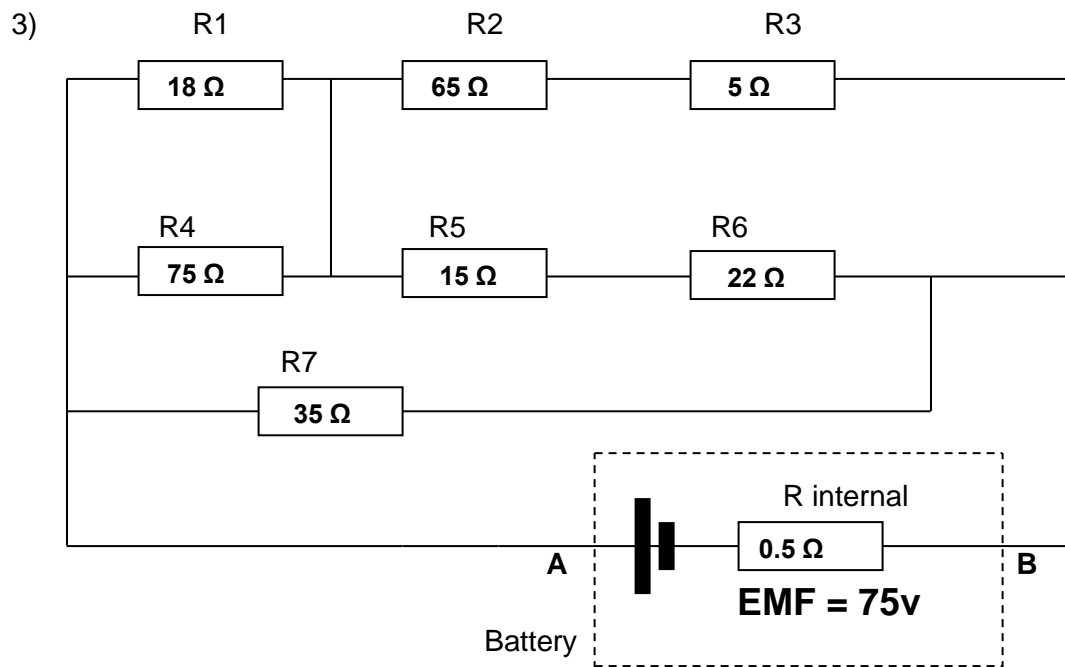 3)
R1 R2 R3
18 Ω 65 Ω 5 Ω
R4 R5 R6
75 Ω 15 Ω 22 Ω
R7
35 Ω
R internal
A 0.5 Ω B
EMF = 75v
Battery